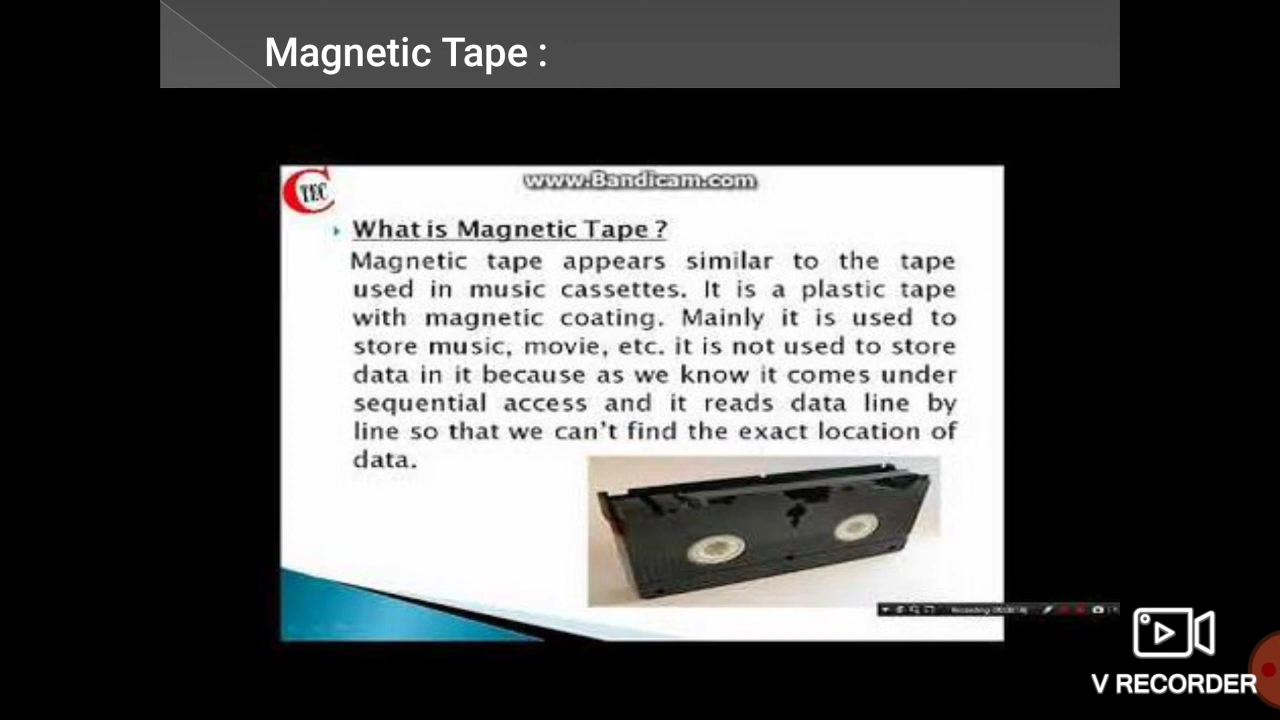 Magnetic Tape :
www.Bandicam.com
CTEC
What is Magnetic Tape ?
Magnetic tape appears similar to the tape
used in music cassettes. It is a plastic tape
with magnetic coating. Mainly it is used to
store music, movie, etc. it is not used to store
data in it because as we know it comes under
sequential access and it reads data line by
line so that we can't find the exact location of
data.
V RECORDER